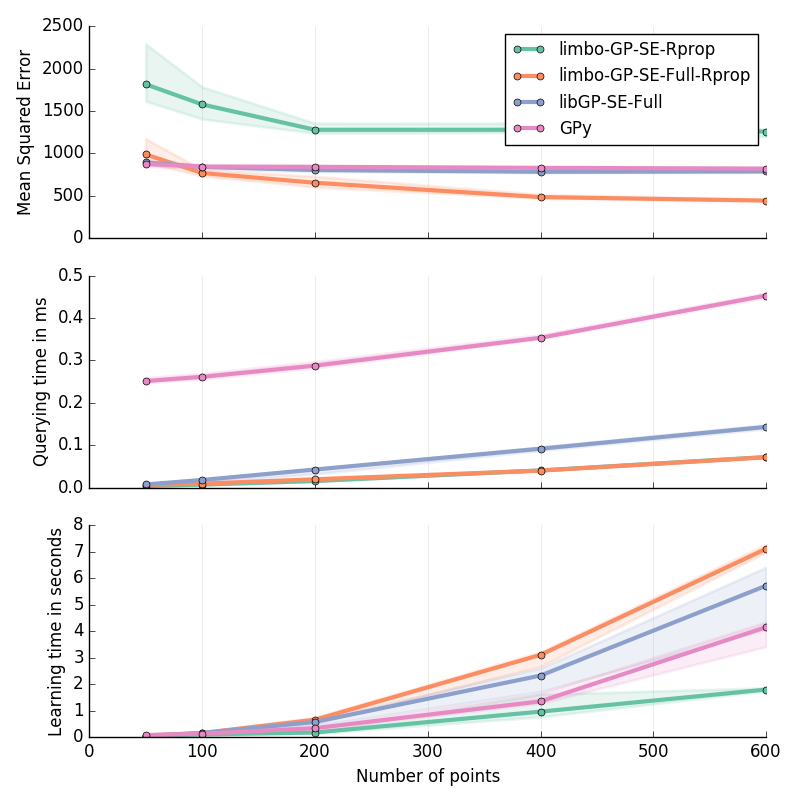 2500
2000
1500
1000
500
0
Mean Squared Error
limbo-GP-SE-Rprop
limbo-GP-SE-Full-Rprop
libGP-SE-Full
GPy
0.5
0.4
0.3
0.2
0.1
0.0
Querying time in ms
8
7
6
5
4
3
2
1
0
Learning time in seconds
0 100 200 300 400 500 600
Number of points